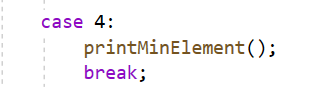 case 4:
printMinElement();
break;